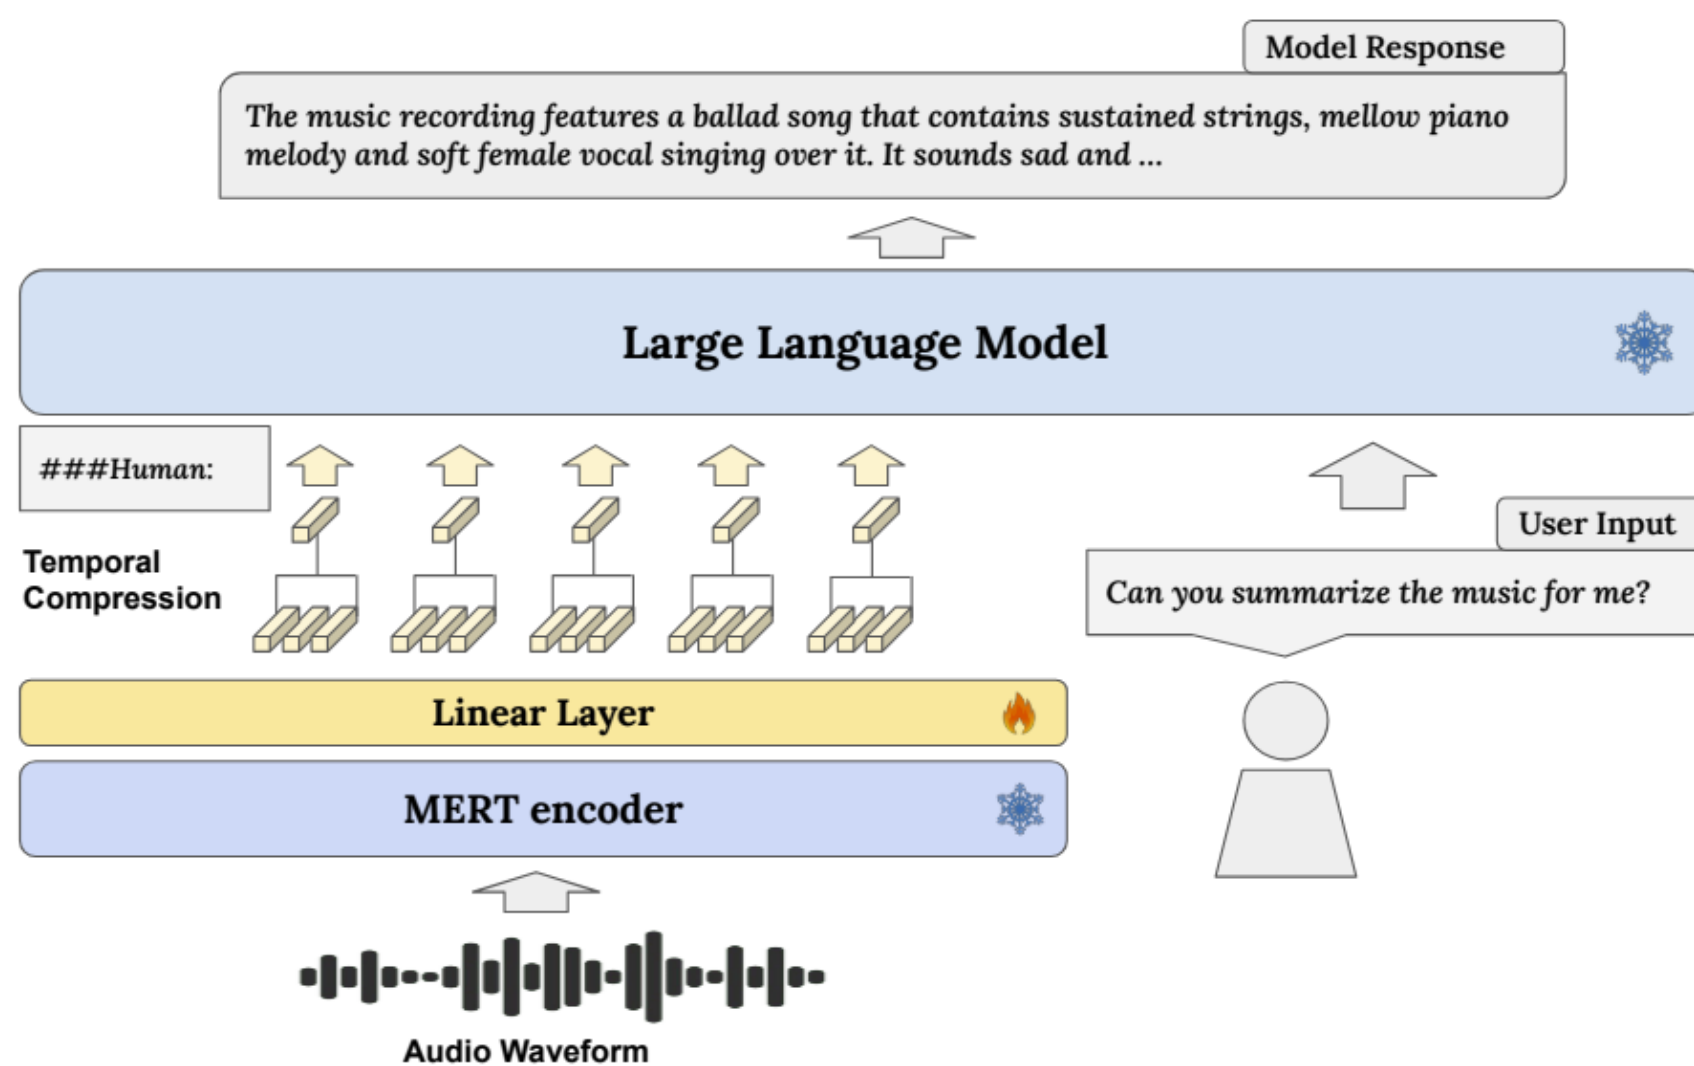 Model Response
The music recording features a ballad song that contains sustained strings, mellow piano
melody and soft female vocal singing over it. It sounds sad and ...
Large Language Model
###Human:
Temporal
Compression
User Input
Can you summarize the music for me?
Linear Layer
MERT encoder
Audio Waveform